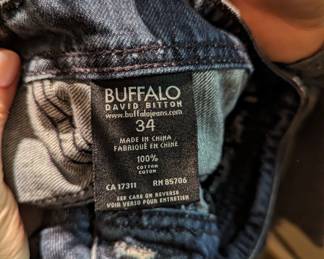 BUFFALO
DAVID BITTON
www.buffalojeans.com
34
MADE IN CHINA
FABRIQUÉ EN CHINE
100%
COTTON
COTON
CA 17311 RN 85706
SEE CARE ON REVERSE
VOIR VERSO POUR ENTRETIEN